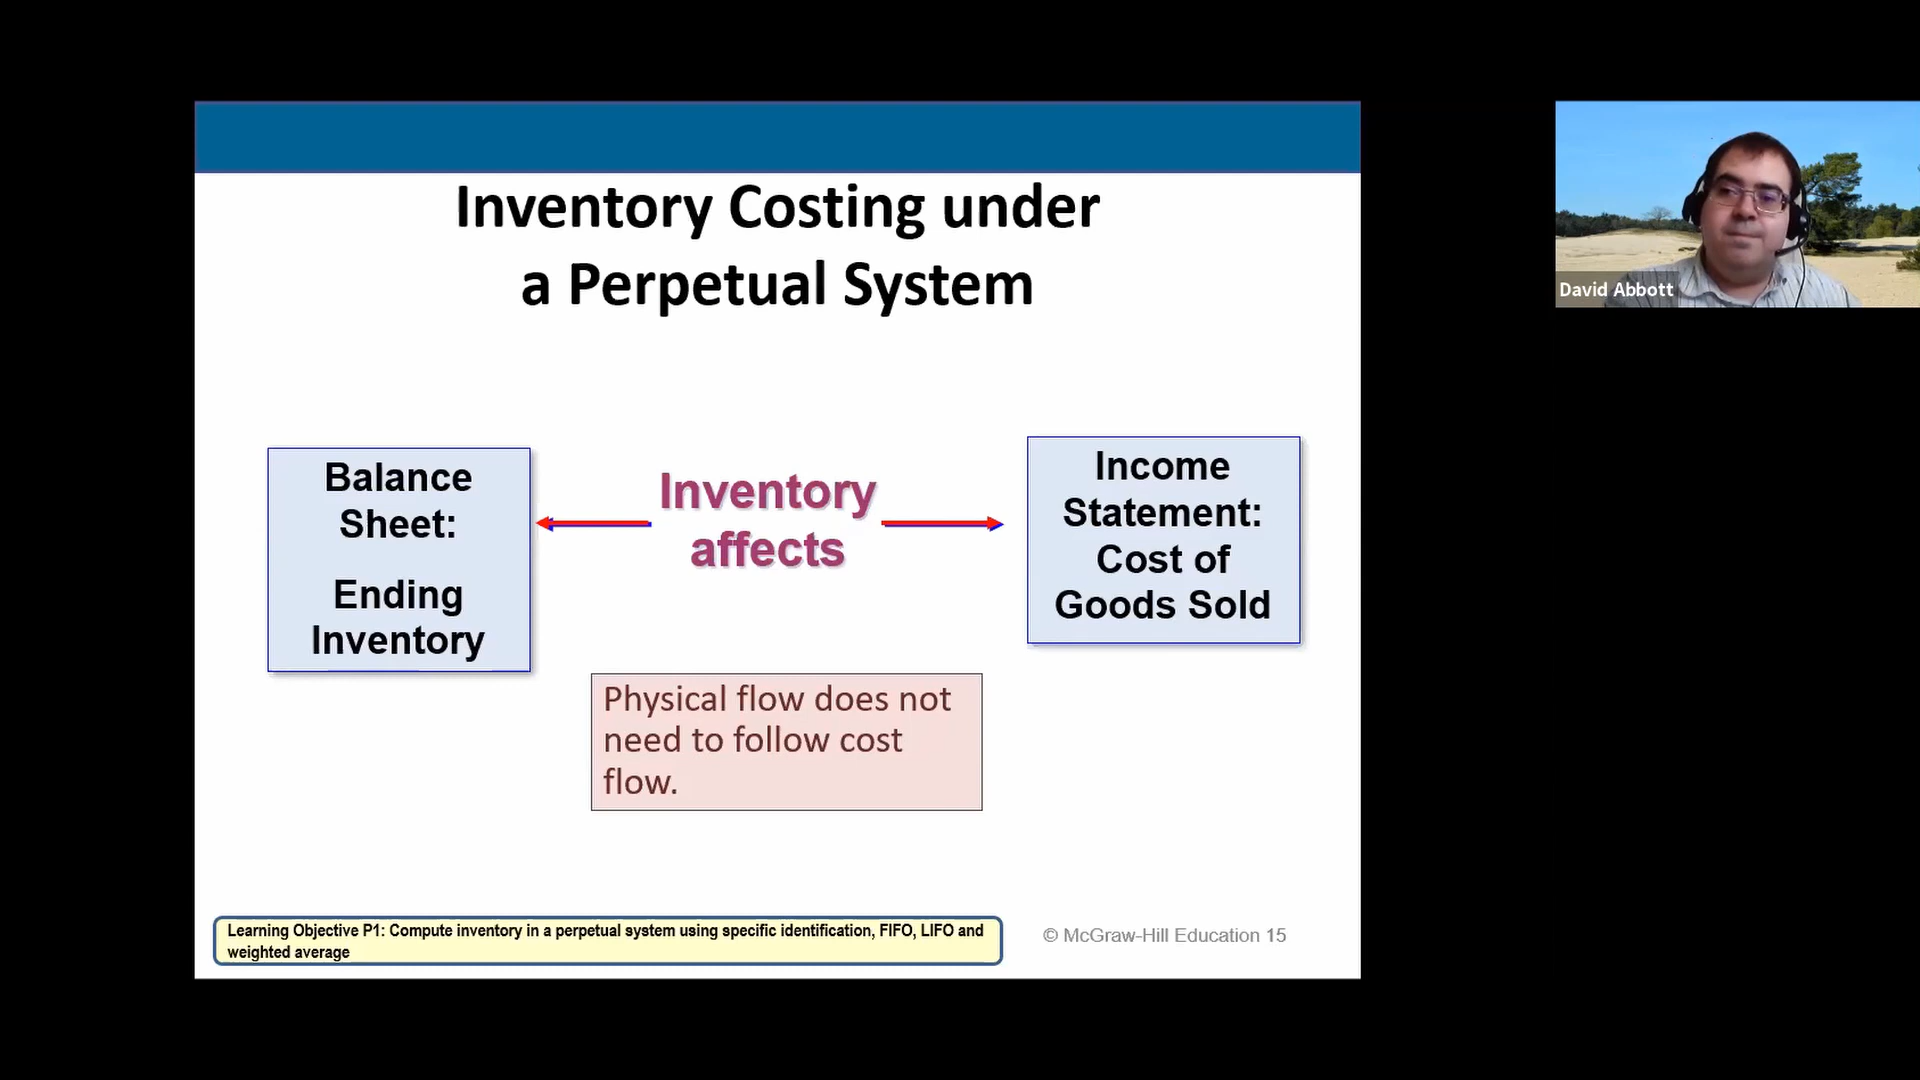 Inventory Costing under
a Perpetual System
Balance
Sheet:
Ending
Inventory
Inventory
affects
Income
Statement:
Cost of
Goods Sold
Physical flow does not
need to follow cost
flow.
Learning Objective P1: Compute inventory in a perpetual system using specific identification, FIFO, LIFO and
weighted average
© McGraw-Hill Education 15
David Abbott